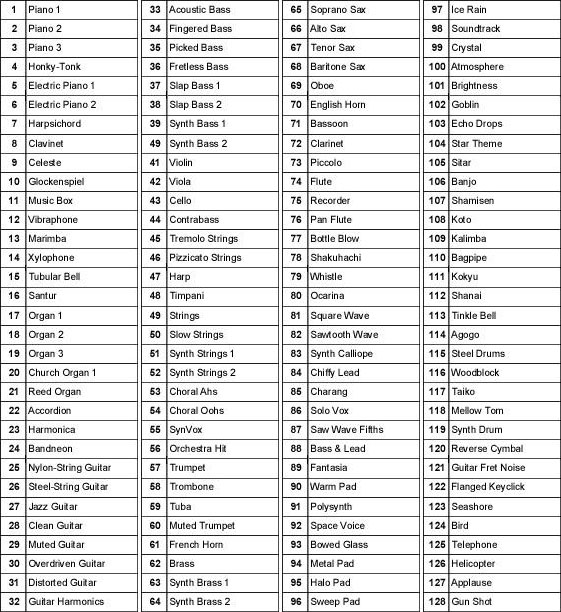 1 Piano 1
2 Piano 2
3 Piano 3
4 Honky-Tonk
5 Electric Piano 1
6 Electric Piano 2
7 Harpsichord
8 Clavinet
9 Celeste
10 Glockenspiel
11 Music Box
12 Vibraphone
13 Marimba
14 Xylophone
15 Tubular Bell
16 Santur
17 Organ 1
18 Organ 2
19 Organ 3
20 Church Organ 1
21 Reed Organ
22 Accordion
23 Harmonica
24 Bandneon
25 Nylon-String Guitar
26 Steel-String Guitar
27 Jazz Guitar
28 Clean Guitar
29 Muted Guitar
30 Overdriven Guitar
31 Distorted Guitar
32 Guitar Harmonics
33 Acoustic Bass
34 Fingered Bass
35 Picked Bass
36 Fretless Bass
37 Slap Bass 1
38 Slap Bass 2
39 Synth Bass 1
40 Synth Bass 2
41 Violin
42 Viola
43 Cello
44 Contrabass
45 Tremolo Strings
46 Pizzicato Strings
47 Harp
48 Timpani
49 Strings
50 Slow Strings
51 Synth Strings 1
52 Synth Strings 2
53 Choral Ahs
54 Choral Oohs
55 SynVox
56 Orchestra Hit
57 Trumpet
58 Trombone
59 Tuba
60 Muted Trumpet
61 French Horn
62 Brass
63 Synth Brass 1
64 Synth Brass 2
65 Soprano Sax
66 Alto Sax
67 Tenor Sax
68 Baritone Sax
69 Oboe
70 English Horn
71 Bassoon
72 Clarinet
73 Piccolo
74 Flute
75 Recorder
76 Pan Flute
77 Bottle Blow
78 Shakuhachi
79 Whistle
80 Ocarina
81 Square Wave
82 Sawtooth Wave
83 Synth Calliope
84 Chiffy Lead
85 Charang
86 Solo Vox
87 Saw Wave Fifths
88 Bass & Lead
89 Fantasia
90 Warm Pad
91 Polysynth
92 Space Voice
93 Bowed Glass
94 Metal Pad
95 Halo Pad
96 Sweep Pad
97 Ice Rain
98 Soundtrack
99 Crystal
100 Atmosphere
101 Brightness
102 Goblin
103 Echo Drops
104 Star Theme
105 Sitar
106 Banjo
107 Shamisen
108 Koto
109 Kalimba
110 Bagpipe
111 Kokyu
112 Shanai
113 Tinkle Bell
114 Agogo
115 Steel Drums
116 Woodblock
117 Taiko
118 Mellow Tom
119 Synth Drum
120 Reverse Cymbal
121 Guitar Fret Noise
122 Flanged Keyclick
123 Seashore
124 Bird
125 Telephone
126 Helicopter
127 Applause
128 Gun Shot